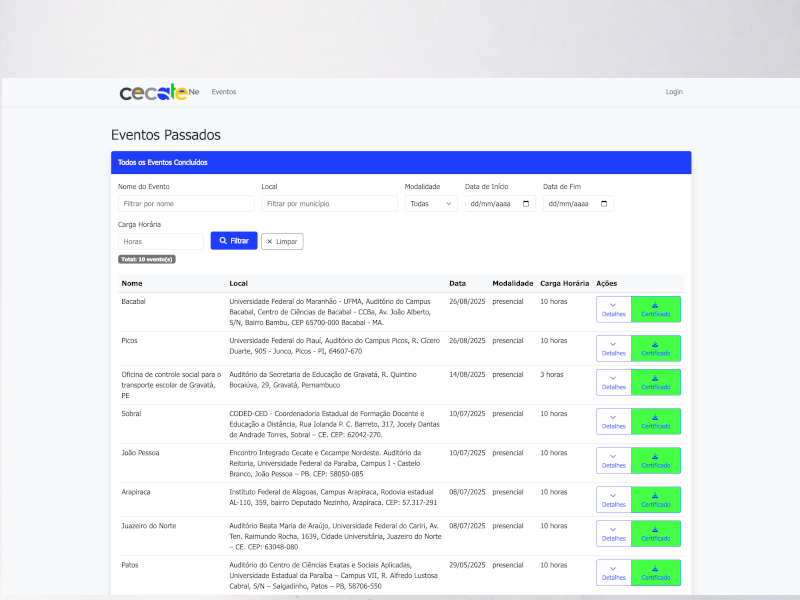 cecateNe Eventos Login
Eventos Passados
Todos os Eventos Concluídos
Nome do Evento Local Modalidade Data de Início Data de Fim
Filtrar por nome Filtrar por município Todas dd/mm/aaaa dd/mm/aaaa
Carga Horária
Horas Filtrar × Limpar
Total: 10 evento(s)
Nome Local Data Modalidade Carga Horária Ações
Bacabal Universidade Federal do Maranhão - UFMA, Auditório do Campus 26/08/2025 presencial 10 horas
Bacabal, Centro de Ciências de Bacabal - CCBa, Av. João Alberto, Detalhes Certificado
S/N, Bairro Bambu, CEP 65700-000 Bacabal - MA.
Picos Universidade Federal do Piauí, Auditório do Campus Picos, R. Cícero 26/08/2025 presencial 10 horas
Duarte, 905 - Junco, Picos - PI, 64607-670 Detalhes Certificado
Oficina de controle social para o Auditório da Secretaria de Educação de Gravatá, R. Quintino 14/08/2025 presencial 3 horas
transporte escolar de Gravatá, Bocaiúva, 29, Gravatá, Pernambuco Detalhes Certificado
PE
Sobral CODED-CED - Coordenadoria Estadual de Formação Docente e 10/07/2025 presencial 10 horas
Educação a Distância, Rua Iolanda P. C. Barreto, 317, Jocely Dantas Detalhes Certificado
de Andrade Torres, Sobral – CE. CEP: 62042-270.
João Pessoa Encontro Integrado Cecate e Cecampe Nordeste. Auditório da 10/07/2025 presencial 10 horas
Reitoria, Universidade Federal da Paraíba, Campus I - Castelo Detalhes Certificado
Branco, João Pessoa – PB. CEP: 58050-085
Arapiraca Instituto Federal de Alagoas, Campus Arapiraca, Rodovia estadual 08/07/2025 presencial 10 horas
AL-110, 359, bairro Deputado Nezinho, Arapiraca. CEP: 57.317-291 Detalhes Certificado
Juazeiro do Norte Auditório Beata Maria de Araújo, Universidade Federal do Cariri, Av. 08/07/2025 presencial 10 horas
Ten. Raimundo Rocha, 1639, Cidade Universitária, Juazeiro do Norte Detalhes Certificado
– CE. CEP: 63048-080
Patos Auditório do Centro de Ciências Exatas e Sociais Aplicadas, 29/05/2025 presencial 10 horas
Universidade Estadual da Paraíba – Campus VII, R. Alfredo Lustosa Detalhes Certificado
Cabral, S/N – Salgadinho, Patos – PB, 58706-550